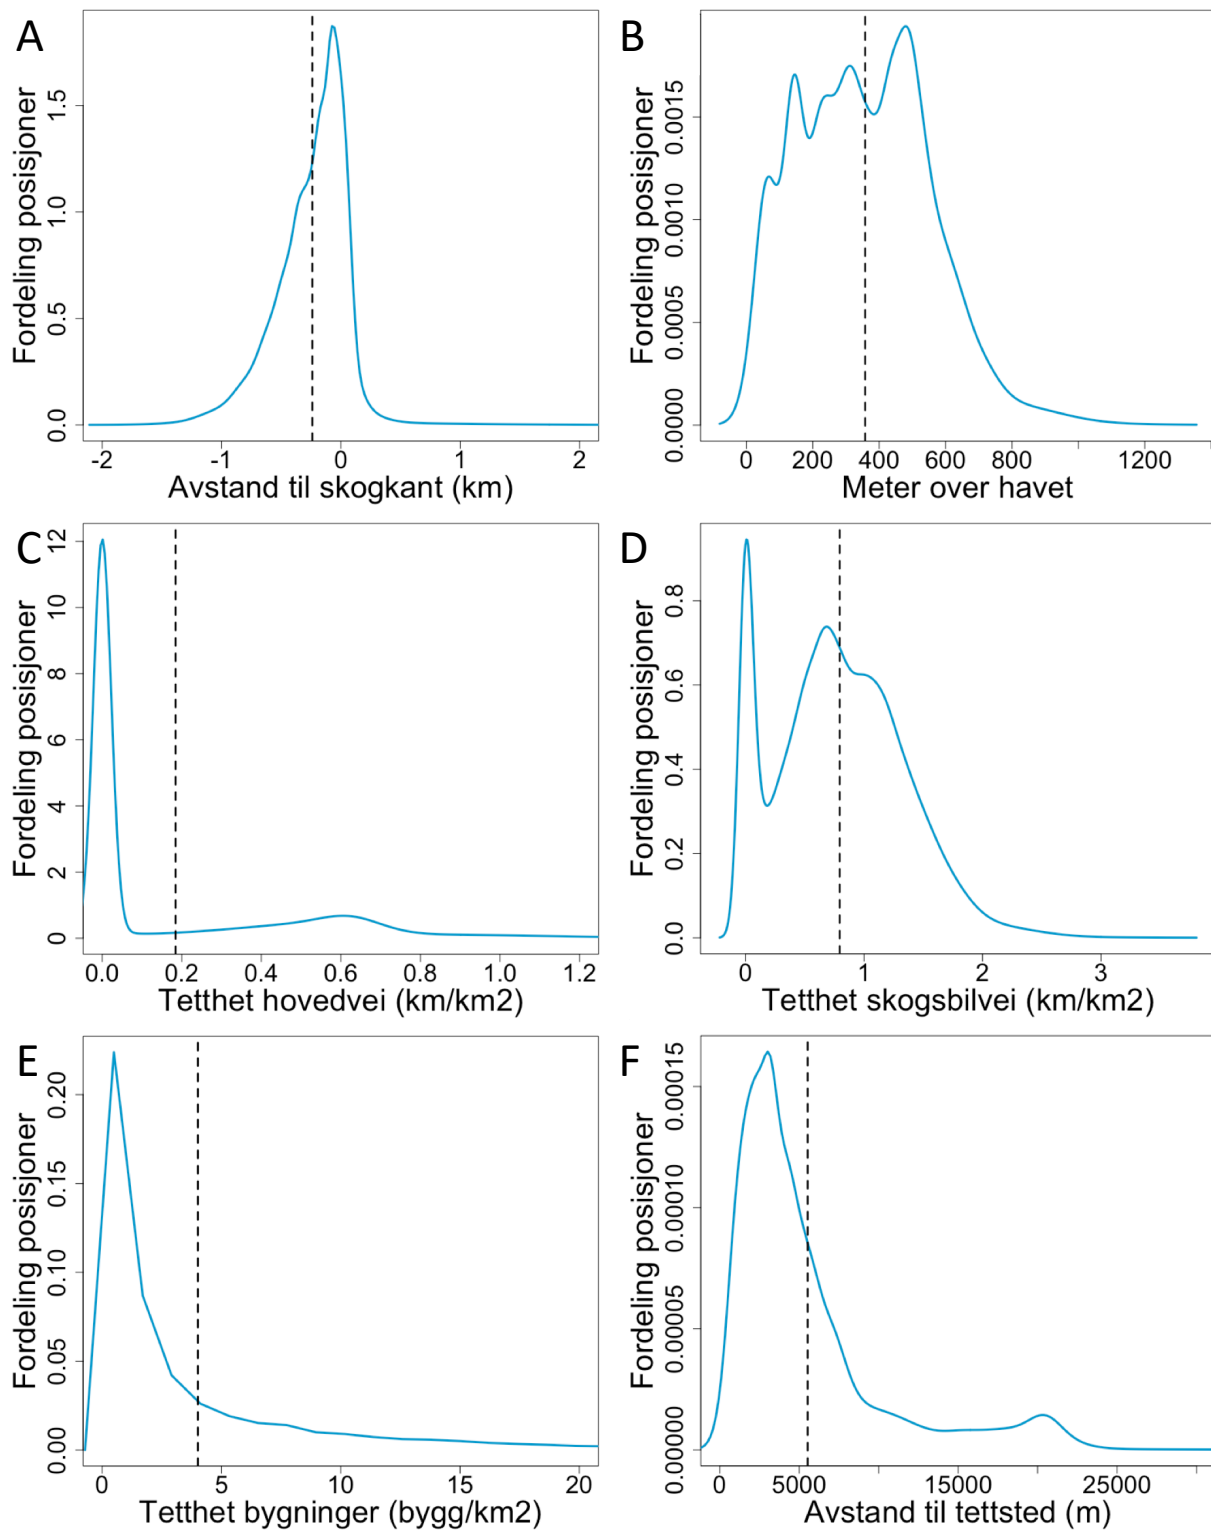 A
Fordeling posisjoner
0.0 0.5 1.0 1.5
-2 -1 0 1 2
Avstand til skogkant (km)
B
Fordeling posisjoner
0.0000 0.0005 0.0010 0.0015
0 200 400 600 800 1200
Meter over havet
C
Fordeling posisjoner
0 2 4 6 8 10 12
0.0 0.2 0.4 0.6 0.8 1.0 1.2
Tetthet hovedvei (km/km2)
D
Fordeling posisjoner
0.0 0.2 0.4 0.6 0.8
0 1 2 3
Tetthet skogsbilvei (km/km2)
E
Fordeling posisjoner
0.00 0.05 0.10 0.15 0.20
0 5 10 15 20
Tetthet bygninger (bygg/km2)
F
Fordeling posisjoner
0.00000 0.00005 0.00010 0.00015
0 5000 15000 25000
Avstand til tettsted (m)